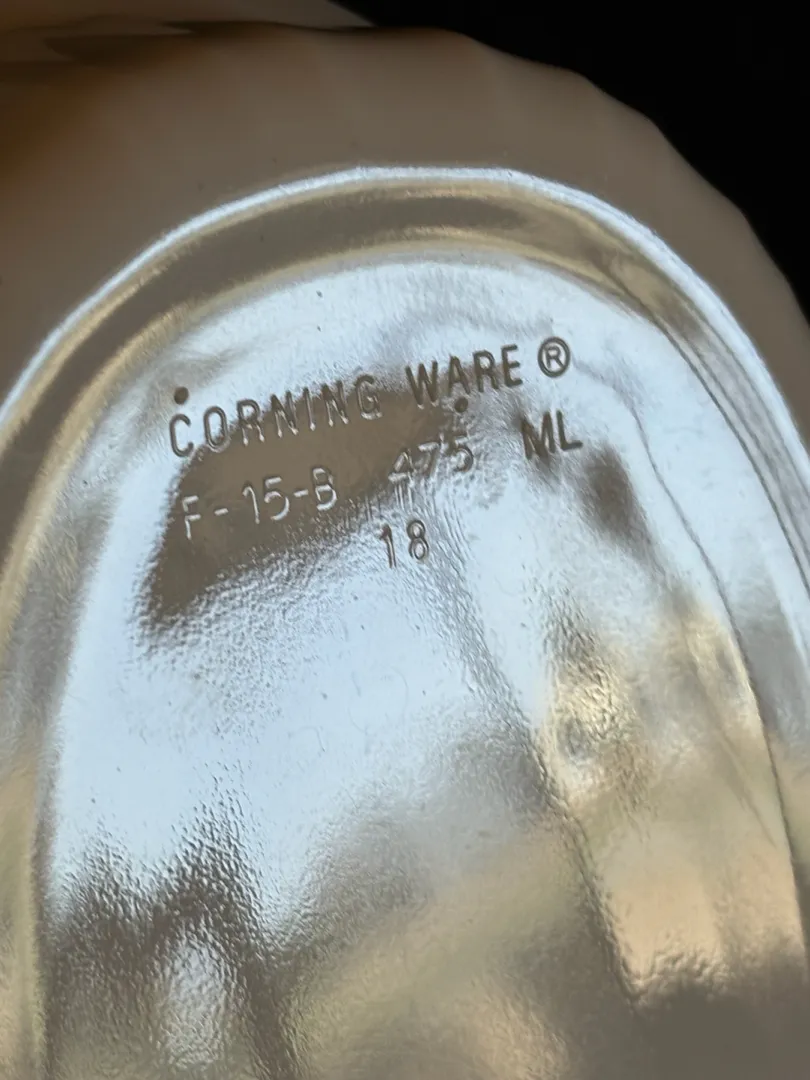 CORNING WARE ®
F-15-B 475 ML
18